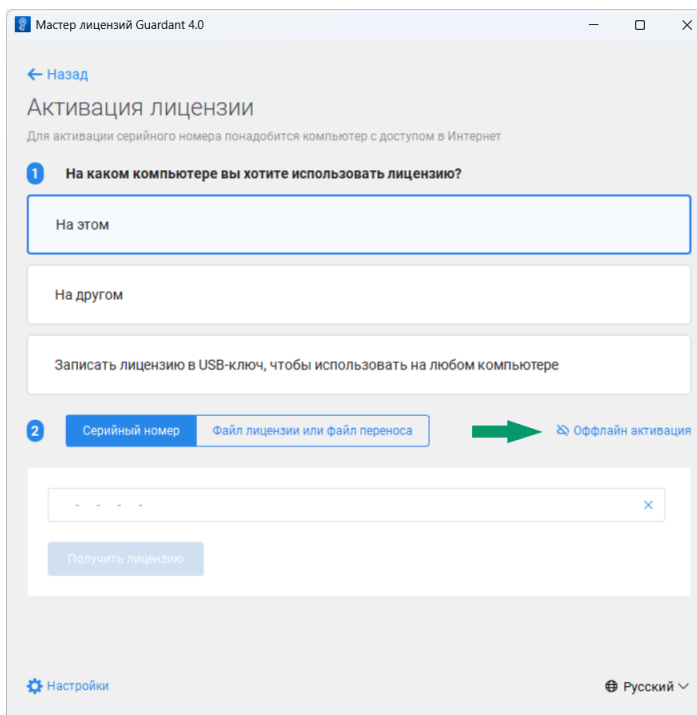 Мастер лицензий Guardant 4.0
Назад
Активация лицензии
Для активации серийного номера понадобится компьютер с доступом в Интернет
1 На каком компьютере вы хотите использовать лицензию?
На этом
На другом
Записать лицензию в USB-ключ, чтобы использовать на любом компьютере
2 Серийный номер Файл лицензии или файл переноса Оффлайн активация
- - - -
Получить лицензию
Настройки Русский